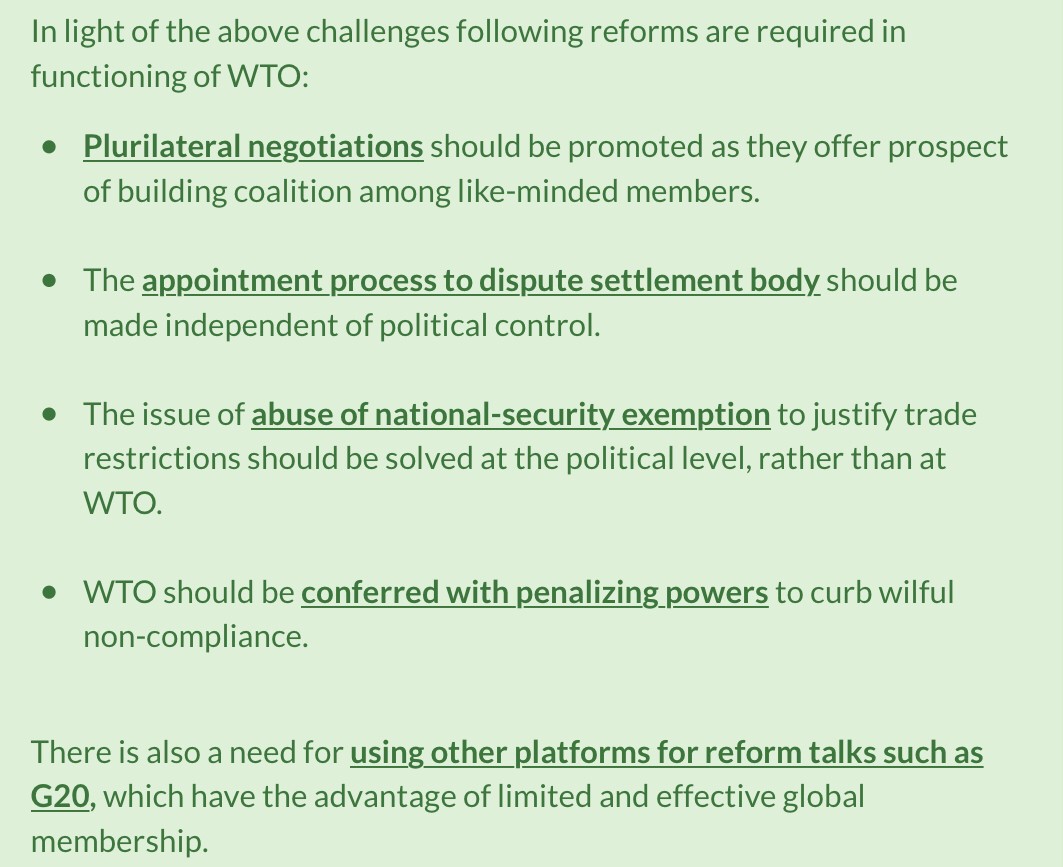 In light of the above challenges following reforms are required in
functioning of WTO:
• Plurilateral negotiations should be promoted as they offer prospect
of building coalition among like-minded members.
• The appointment process to dispute settlement body should be
made independent of political control.
• The issue of abuse of national-security exemption to justify trade
restrictions should be solved at the political level, rather than at
WTO.
• WTO should be conferred with penalizing powers to curb wilful
non-compliance.
There is also a need for using other platforms for reform talks such as
G20, which have the advantage of limited and effective global
membership.